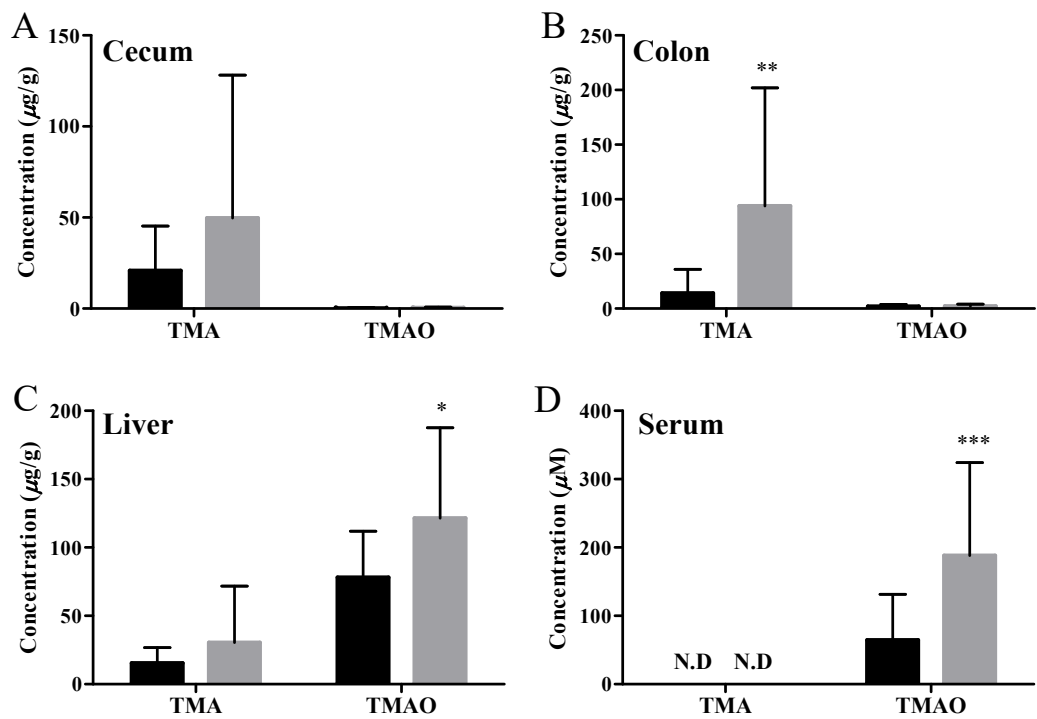 A
Cecum
Concentration (μg/g)
150
100
50
0
TMA
TMAO
B
Colon
Concentration (μg/g)
250
200
150
100
50
0
**
TMA
TMAO
C
Liver
Concentration (μg/g)
200
150
100
50
0
*
TMA
TMAO
D
Serum
Concentration (μM)
400
300
200
100
0
***
N.D N.D
TMA
TMAO